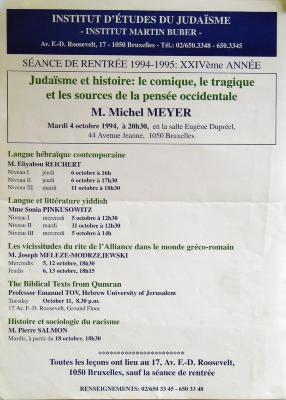 INSTITUT D'ÉTUDES DU JUDAÏSME
- INSTITUT MARTIN BUBER -
Av. F.-D. Roosevelt, 17 - 1050 Bruxelles - Tél.: 02/650.3348 - 650.3345
SÉANCE DE RENTRÉE 1994-1995: XXIVème ANNÉE
Judaïsme et histoire: le comique, le tragique
et les sources de la pensée occidentale
M. Michel MEYER
Mardi 4 octobre 1994, à 20h30, en la salle Eugène Dupréel,
44 Avenue Jeanne, 1050 Bruxelles
Langue hébraïque contemporaine
M. Eliyahou REICHERT
Niveau I jeudi 6 octobre à 16h
Niveau II jeudi 6 octobre à 17h30
Niveau III mardi 11 octobre à 18h30
Langue et littérature yiddish
Mme Sonia PINKUSOWITZ
Niveau I mercredi 5 octobre à 12h30
Niveau II mardi 11 octobre à 12h30
Niveau III mercredi 5 octobre à 14h
Les vicissitudes du rite de l'Alliance dans le monde gréco-romain
M. Joseph MELEZE-MODRZEJEWSKI
Mercredis 5, 12 octobre, 18h30
Jeudis 6, 13 octobre, 18h15
The Biblical Texts from Qumran
Professor Emanuel TOV, Hebrew University of Jerusalem
Tuesday October 11, 8.30 p.m.
17 Av. F.-D. Roosevelt, Ground Floor
Histoire et sociologie du racisme
M. Pierre SALMON
Mardis, à partir du 18 octobre, 18h30
************************
Toutes les leçons ont lieu au 17, Av. F.-D. Roosevelt,
1050 Bruxelles, sauf la séance de rentrée
RENSEIGNEMENTS: 02/650 33 45 - 650 33 48